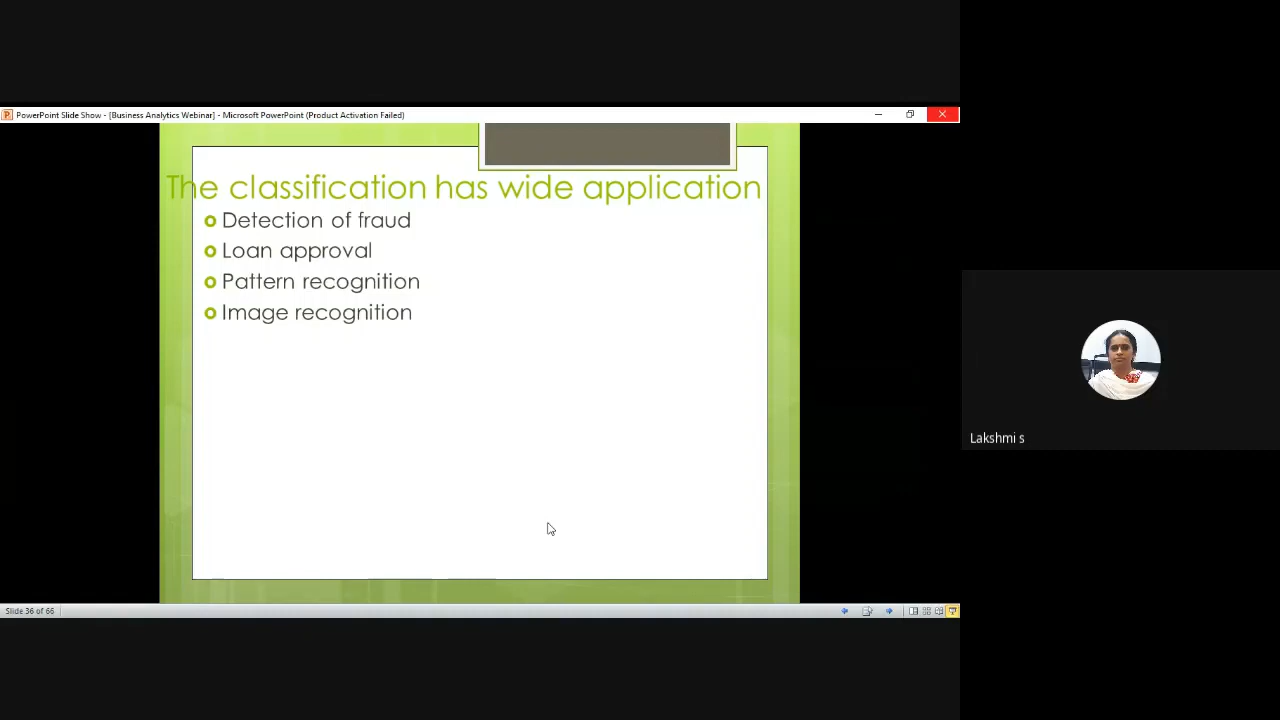 PowerPoint Slide Show - [Business Analytics Webinar] - Microsoft PowerPoint (Product Activation Failed)
The classification has wide application
Detection of fraud
Loan approval
Pattern recognition
Image recognition
Lakshmi s
Slide 36 of 66